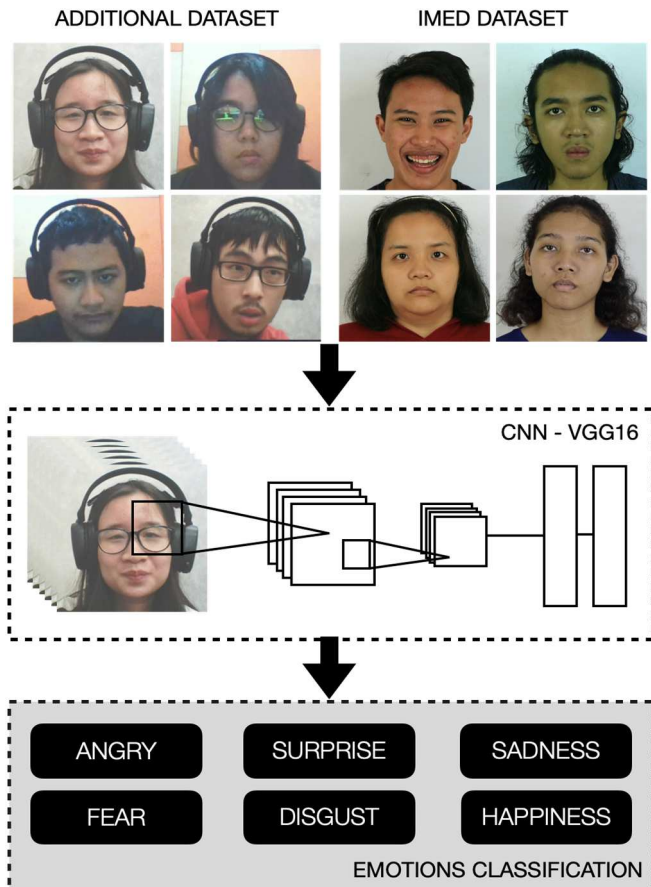 ADDITIONAL DATASET
IMED DATASET
CNN - VGG16
ANGRY
SURPRISE
SADNESS
FEAR
DISGUST
HAPPINESS
EMOTIONS CLASSIFICATION